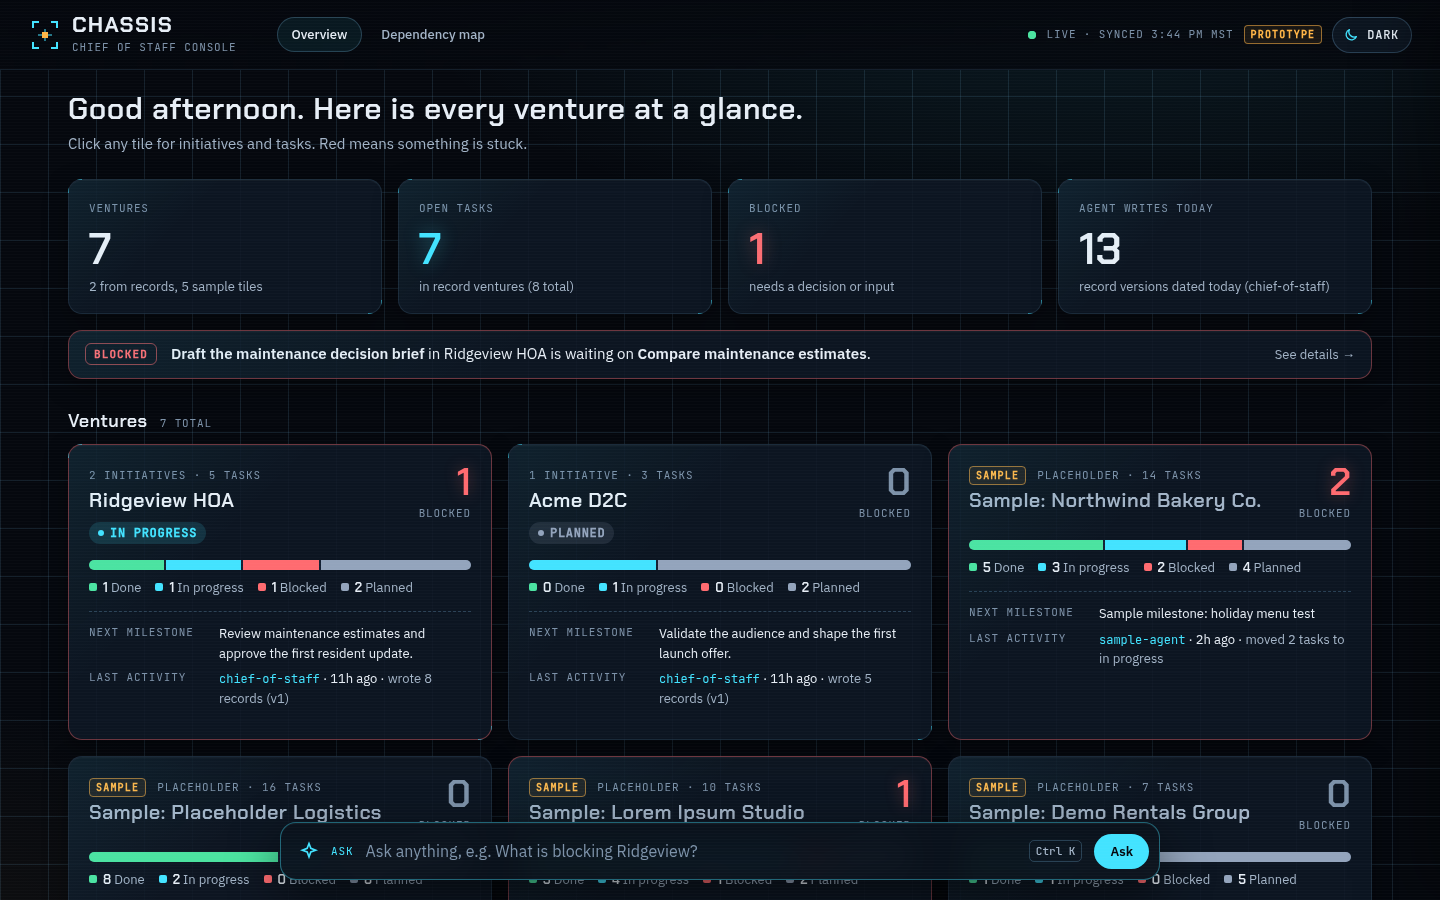 CHASSIS
CHIEF OF STAFF CONSOLE
Overview
Dependency map
LIVE · SYNCED 3:44 PM MST
PROTOTYPE
DARK
Good afternoon. Here is every venture at a glance.
Click any tile for initiatives and tasks. Red means something is stuck.
VENTURES
7
2 from records, 5 sample tiles
OPEN TASKS
7
in record ventures (8 total)
BLOCKED
1
needs a decision or input
AGENT WRITES TODAY
13
record versions dated today (chief-of-staff)
BLOCKED Draft the maintenance decision brief in Ridgeview HOA is waiting on Compare maintenance estimates.
See details →
Ventures 7 TOTAL
2 INITIATIVES · 5 TASKS
Ridgeview HOA
IN PROGRESS
1
BLOCKED
1 Done 1 In progress 1 Blocked 2 Planned
NEXT MILESTONE
Review maintenance estimates and
approve the first resident update.
LAST ACTIVITY
chief-of-staff · 11h ago · wrote 8
records (v1)
1 INITIATIVE · 3 TASKS
Acme D2C
PLANNED
0
BLOCKED
0 Done 1 In progress 0 Blocked 2 Planned
NEXT MILESTONE
Validate the audience and shape the first
launch offer.
LAST ACTIVITY
chief-of-staff · 11h ago · wrote 5
records (v1)
SAMPLE PLACEHOLDER · 14 TASKS
Sample: Northwind Bakery Co.
2
BLOCKED
5 Done 3 In progress 2 Blocked 4 Planned
NEXT MILESTONE
Sample milestone: holiday menu test
LAST ACTIVITY
sample-agent · 2h ago · moved 2 tasks to
in progress
SAMPLE PLACEHOLDER · 16 TASKS
Sample: Placeholder Logistics
0
8 Done 2 In progress 0
SAMPLE PLACEHOLDER · 10 TASKS
Sample: Lorem Ipsum Studio
1
SAMPLE PLACEHOLDER · 7 TASKS
Sample: Demo Rentals Group
0
BLOCKED
0 Blocked 5 Planned
ASK Ask anything, e.g. What is blocking Ridgeview?
Ctrl K
Ask